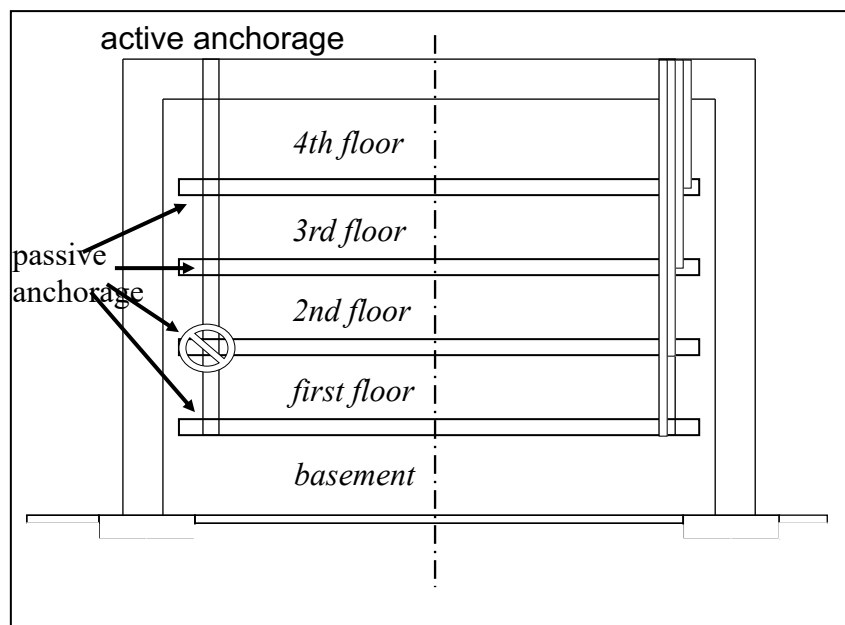 active anchorage
4th floor
3rd floor
passive
anchorage
2nd floor
first floor
basement